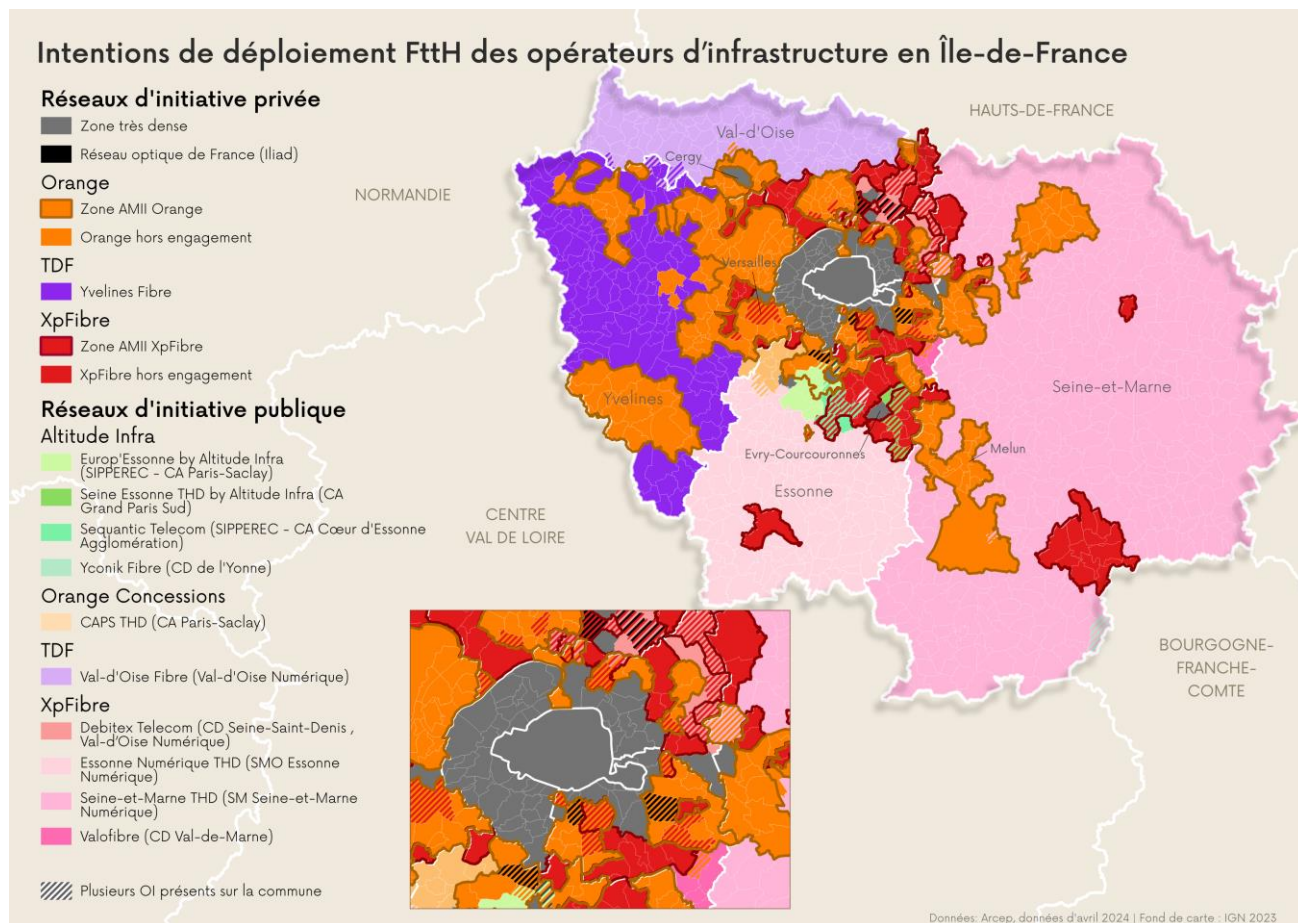 Intentions de déploiement FttH des opérateurs d'infrastructure en Île-de-France
Réseaux d'initiative privée
Zone très dense
Réseau optique de France (Iliad)
Orange
Zone AMII Orange
Orange hors engagement
TDF
Yvelines Fibre
XpFibre
Zone AMII XpFibre
XpFibre hors engagement
Réseaux d'initiative publique
Altitude Infra
Europ'Essonne by Altitude Infra
(SIPPEREC - CA Paris-Saclay)
Seine Essonne THD by Altitude Infra (CA
Grand Paris Sud)
Sequantic Telecom (SIPPEREC - CA Cœur d'Essonne
Agglomération)
Yconik Fibre (CD de l'Yonne)
Orange Concessions
CAPS THD (CA Paris-Saclay)
TDF
Val-d'Oise Fibre (Val-d'Oise Numérique)
XpFibre
Debitex Telecom (CD Seine-Saint-Denis ,
Val-d'Oise Numérique)
Essonne Numérique THD (SMO Essonne
Numérique)
Seine-et-Marne THD (SM Seine-et-Marne
Numérique)
Valofibre (CD Val-de-Marne)
Plusieurs OI présents sur la commune
HAUTS-DE-FRANCE
Val-d'Oise
Cergy
NORMANDIE
Versailles
Seine-et-Marne
Yvelines
Evry-Courcouronnes
Melun
Essonne
CENTRE
VAL DE LOIRE
BOURGOGNE-
FRANCHE-
COMTE
Données: Arcep, données d'avril 2024 | Fond de carte : IGN 2023